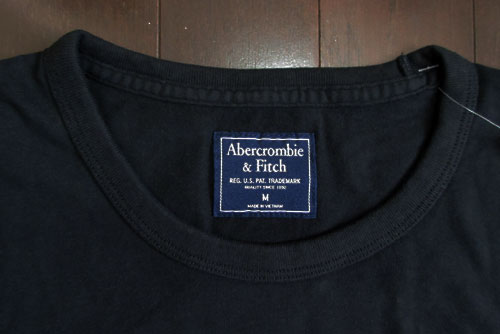 Abercrombie
& Fitch
REG. U.S. PAT. TRADEMARK
QUALITY SINCE 1892
M
MADE IN VIETNAM